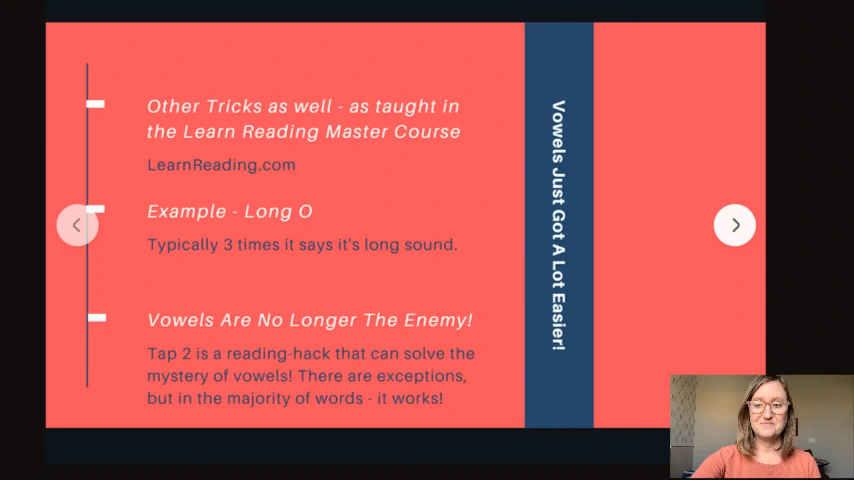 Other Tricks as well - as taught in
the Learn Reading Master Course
LearnReading.com
Example - Long O
Typically 3 times it says it's long sound.
Vowels Are No Longer The Enemy!
Tap 2 is a reading-hack that can solve the
mystery of vowels! There are exceptions,
but in the majority of words - it works!
Vowels Just Got A Lot Easier!